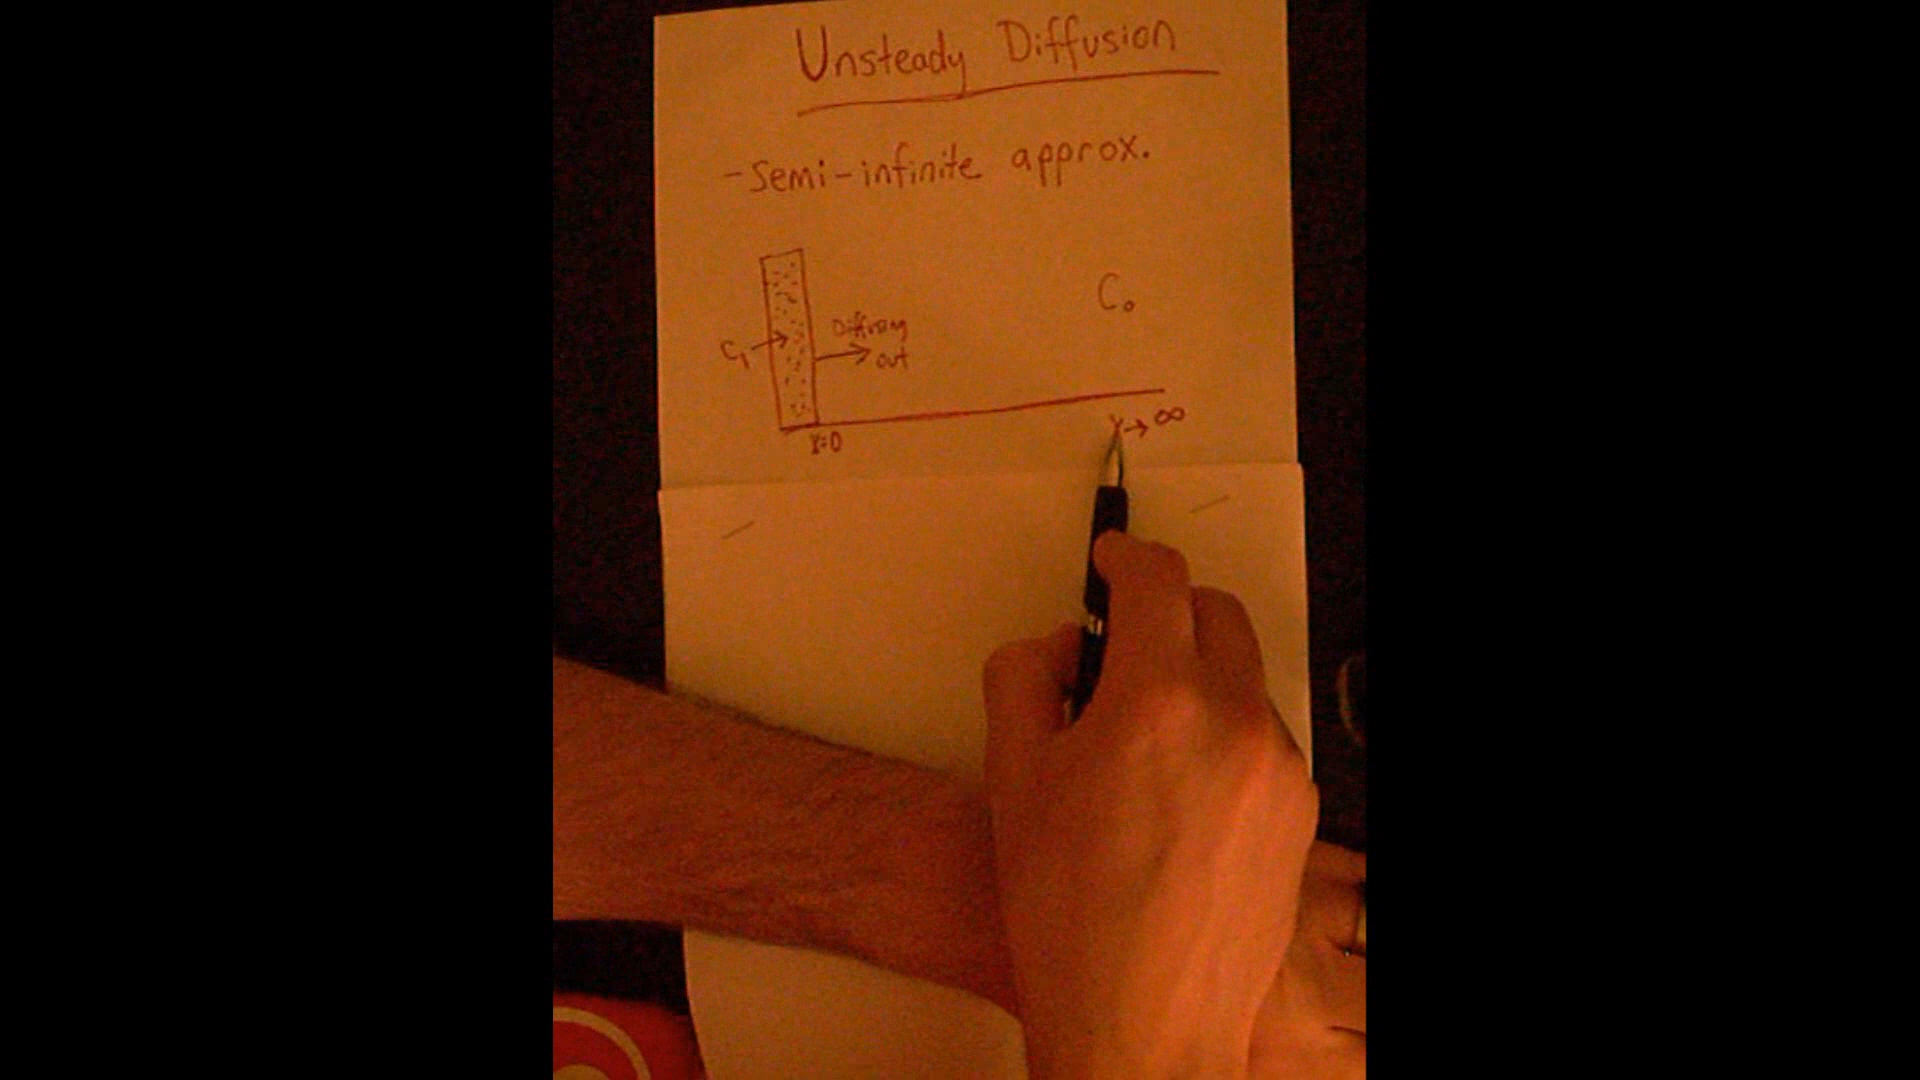 Unsteady Diffusion
- Semi-infinite approx.
C₀
Diffusing
C₁
out
Y→∞
Y=0